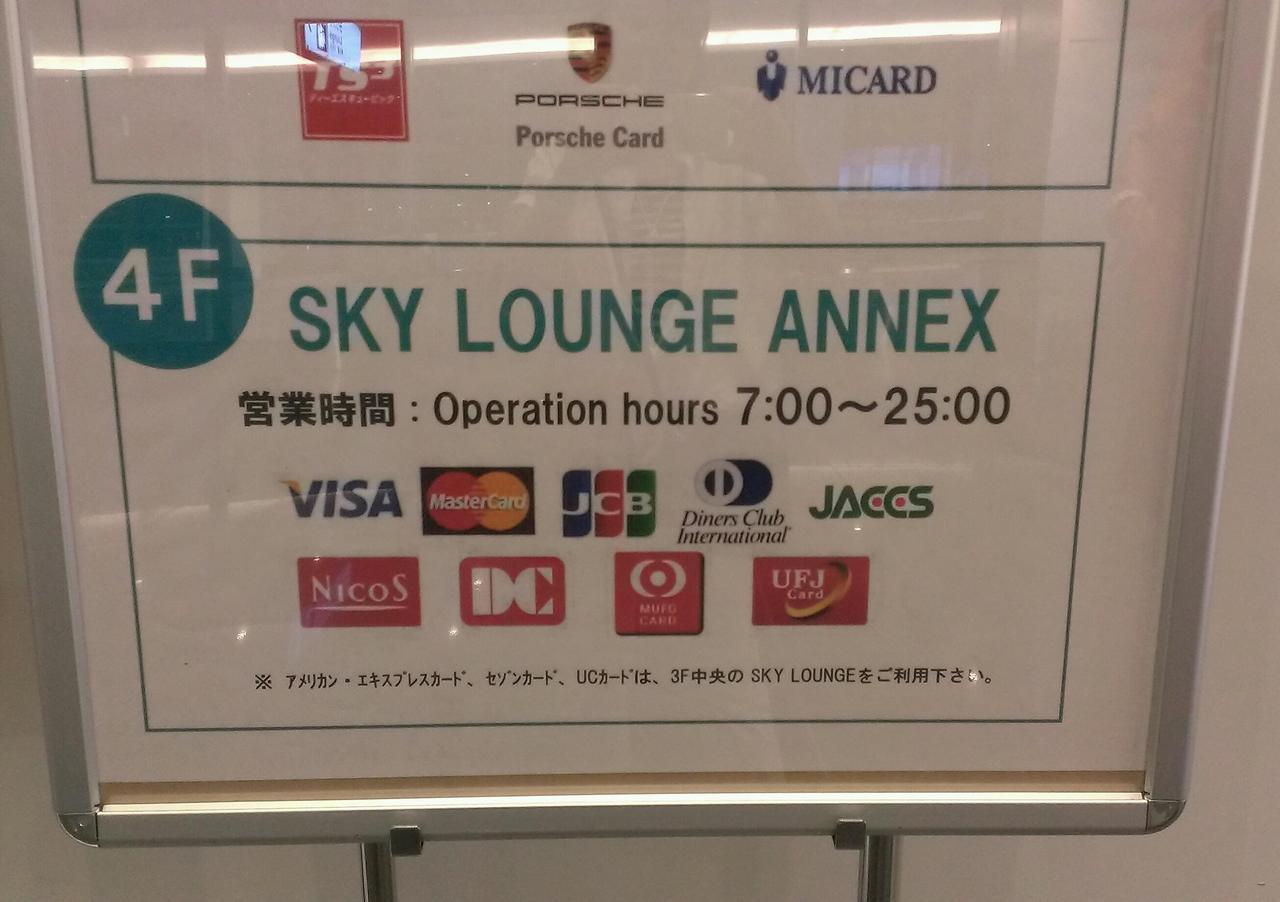 TS3
ディーエスキュービック
PORSCHE
Porsche Card
MICARD
4F
SKY LOUNGE ANNEX
営業時間：Operation hours 7:00～25:00
VISA MasterCard JCB Diners Club International JACCS
NICOS DC MUFG CARD UFJ Card
※ アメリカン・エキスプレスカード、セゾンカード、UCカードは、3F中央の SKY LOUNGEをご利用下さい。